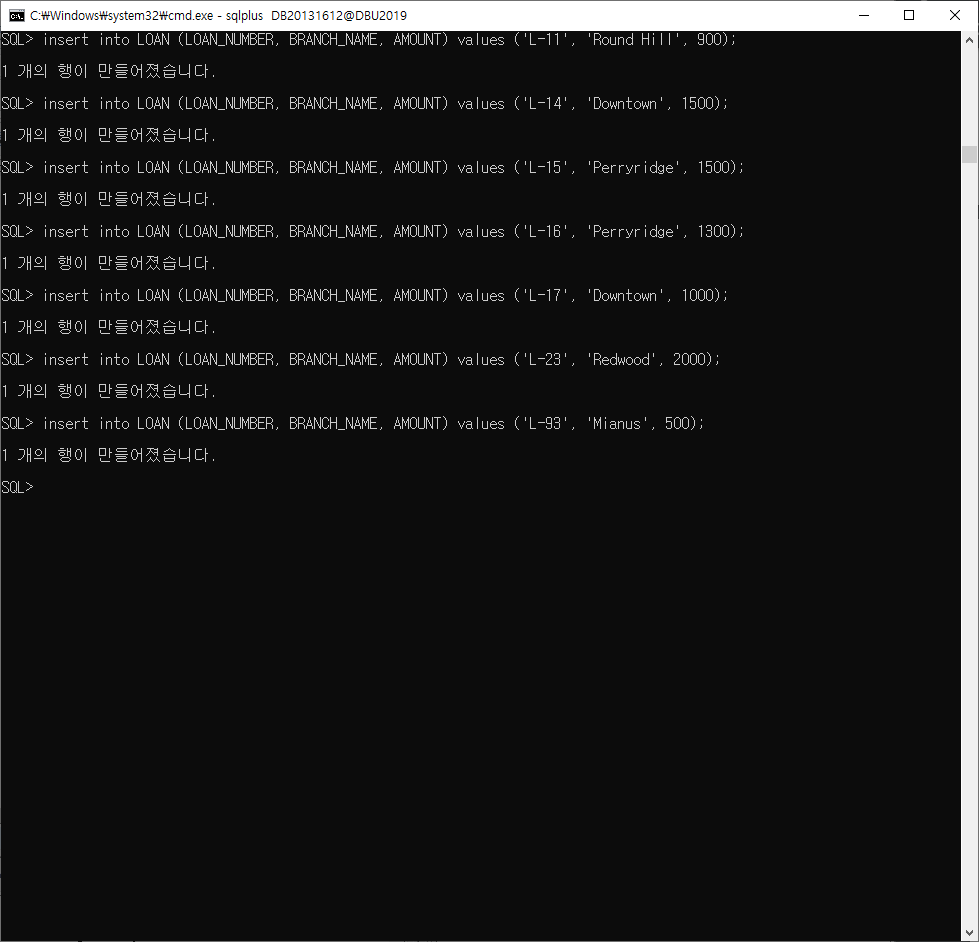 C:₩Windows₩system32₩cmd.exe - sqlplus  DB20131612@DBU2019
SQL> insert into LOAN (LOAN_NUMBER, BRANCH_NAME, AMOUNT) values ('L-11', 'Round Hill', 900);
1 개의 행이 만들어졌습니다.
SQL> insert into LOAN (LOAN_NUMBER, BRANCH_NAME, AMOUNT) values ('L-14', 'Downtown', 1500);
1 개의 행이 만들어졌습니다.
SQL> insert into LOAN (LOAN_NUMBER, BRANCH_NAME, AMOUNT) values ('L-15', 'Perryridge', 1500);
1 개의 행이 만들어졌습니다.
SQL> insert into LOAN (LOAN_NUMBER, BRANCH_NAME, AMOUNT) values ('L-16', 'Perryridge', 1300);
1 개의 행이 만들어졌습니다.
SQL> insert into LOAN (LOAN_NUMBER, BRANCH_NAME, AMOUNT) values ('L-17', 'Downtown', 1000);
1 개의 행이 만들어졌습니다.
SQL> insert into LOAN (LOAN_NUMBER, BRANCH_NAME, AMOUNT) values ('L-23', 'Redwood', 2000);
1 개의 행이 만들어졌습니다.
SQL> insert into LOAN (LOAN_NUMBER, BRANCH_NAME, AMOUNT) values ('L-93', 'Mianus', 500);
1 개의 행이 만들어졌습니다.
SQL>